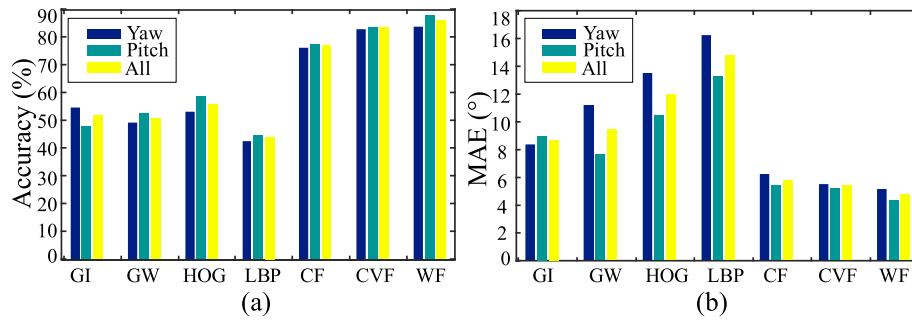 90
80
70
60
50
40
30
20
10
0
Accuracy (%)
Yaw
Pitch
All
GI GW HOG LBP CF CVF WF
(a)
18
16
14
12
10
8
6
4
2
0
MAE (°)
Yaw
Pitch
All
GI GW HOG LBP CF CVF WF
(b)